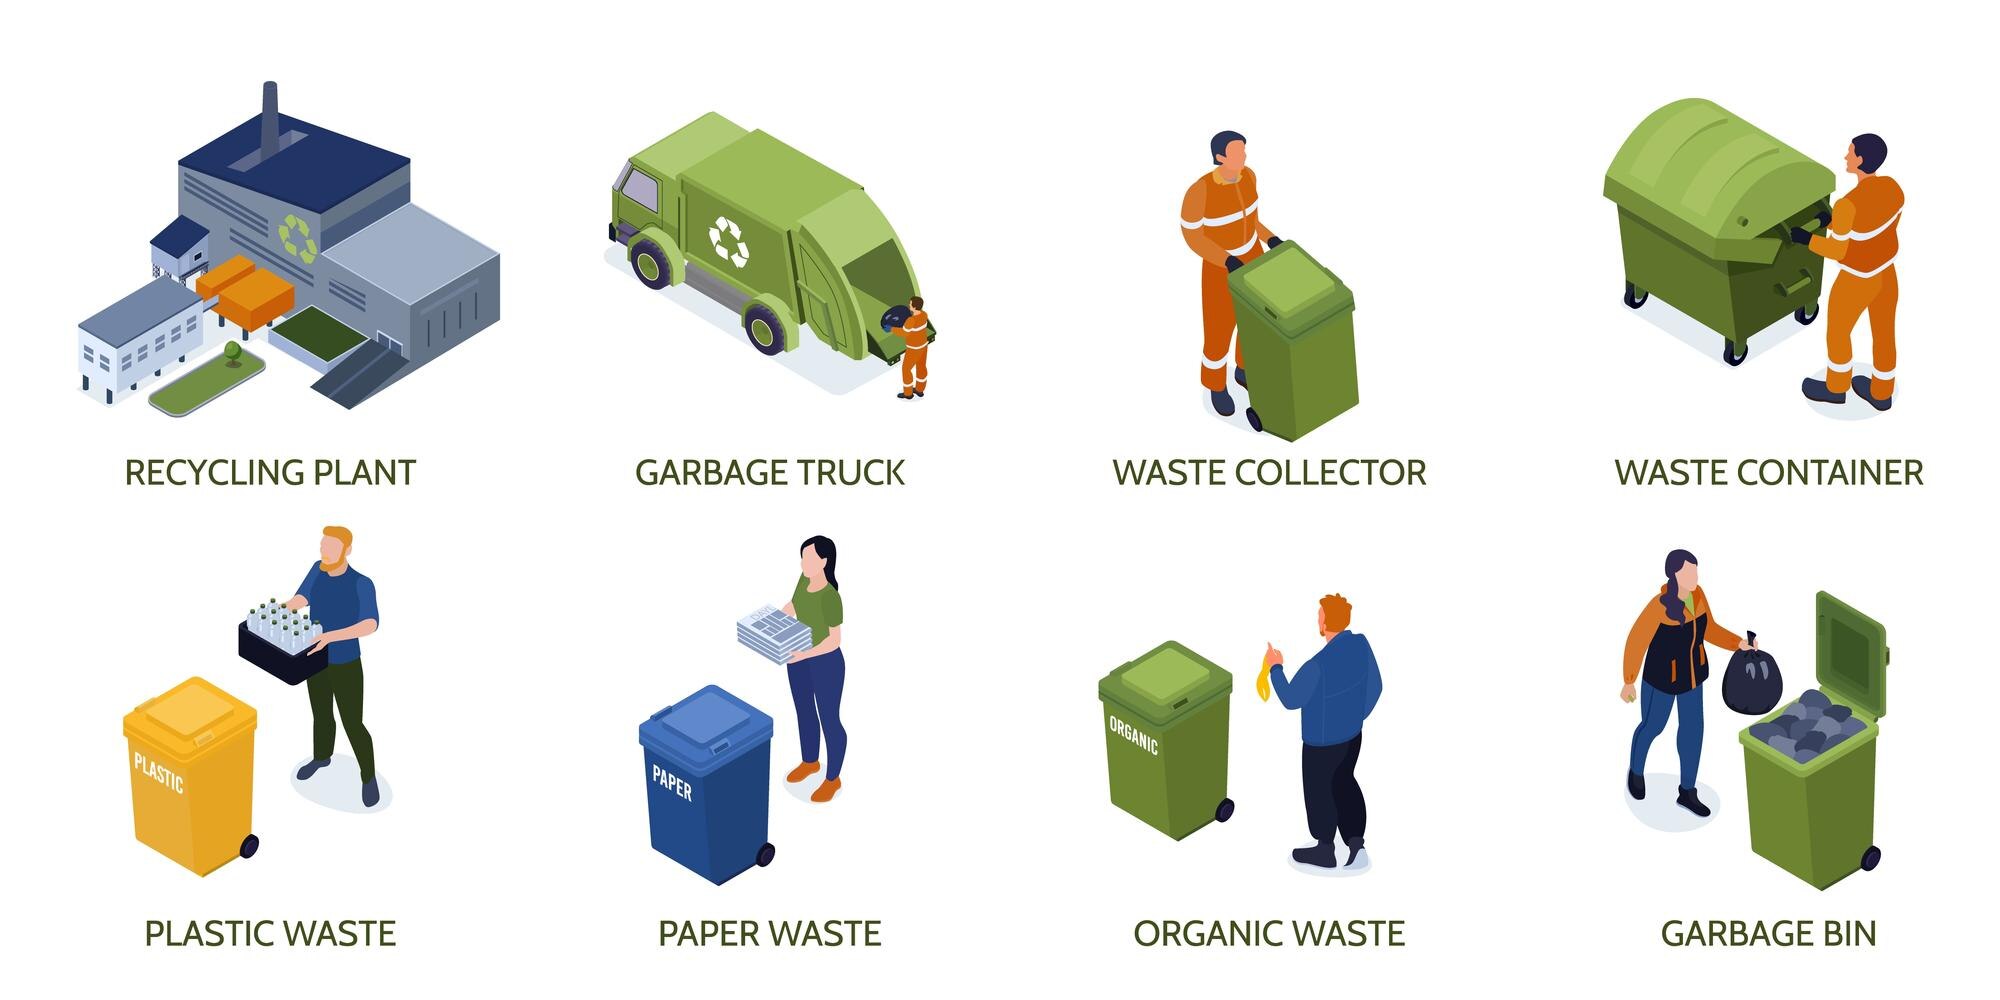 RECYCLING PLANT
GARBAGE TRUCK
WASTE COLLECTOR
WASTE CONTAINER
PLASTIC
PAPER
ORGANIC
PLASTIC WASTE
PAPER WASTE
ORGANIC WASTE
GARBAGE BIN